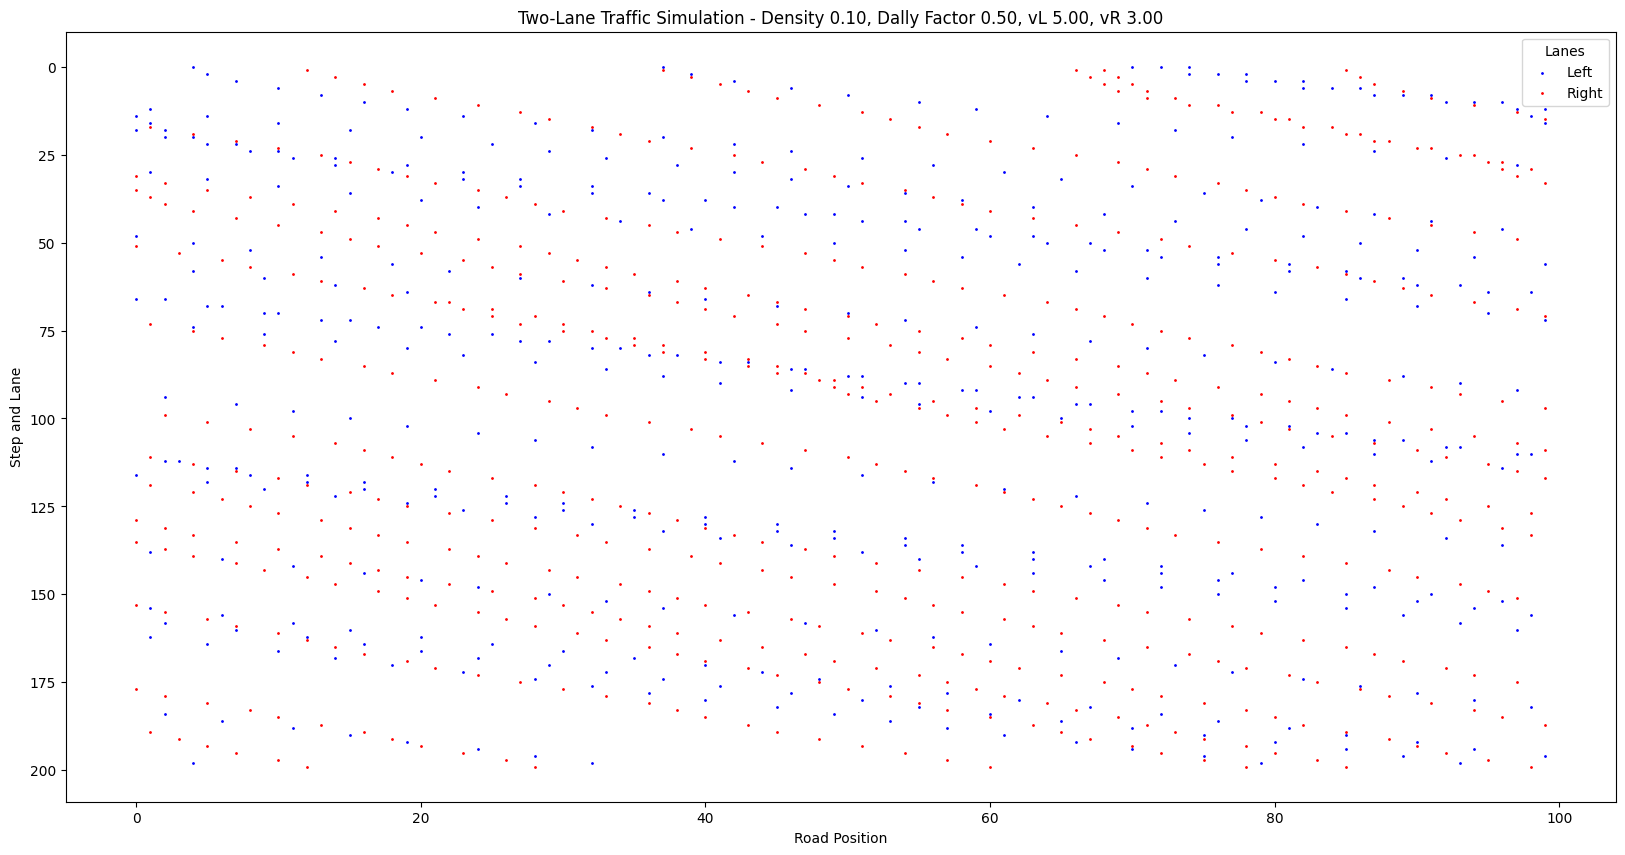 Two-Lane Traffic Simulation - Density 0.10, Dally Factor 0.50, vL 5.00, vR 3.00
Lanes
Left
Right
Step and Lane
0
25
50
75
100
125
150
175
200
0
20
40
60
80
100
Road Position